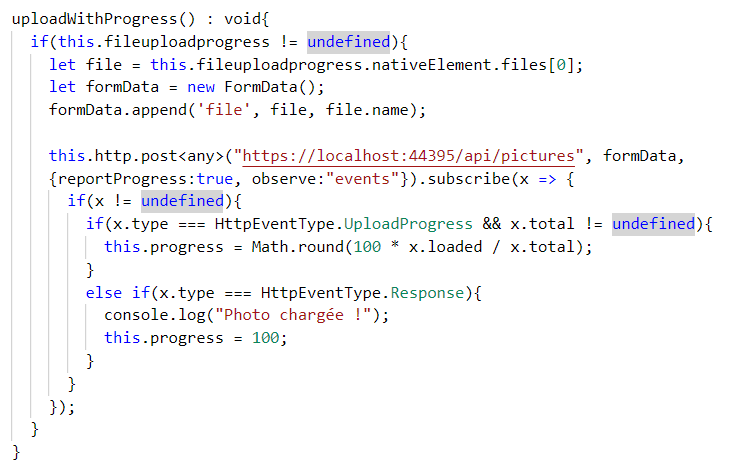 uploadWithProgress() : void{
if(this.fileuploadprogress != undefined){
let file = this.fileuploadprogress.nativeElement.files[0];
let formData = new FormData();
formData.append('file', file, file.name);
this.http.post<any>("https://localhost:44395/api/pictures", formData,
{reportProgress:true, observe:"events"}).subscribe(x => {
if(x != undefined){
if(x.type === HttpEventType.UploadProgress && x.total != undefined){
this.progress = Math.round(100 * x.loaded / x.total);
}
else if(x.type === HttpEventType.Response){
console.log("Photo chargée !");
this.progress = 100;
}
}
});
}
}